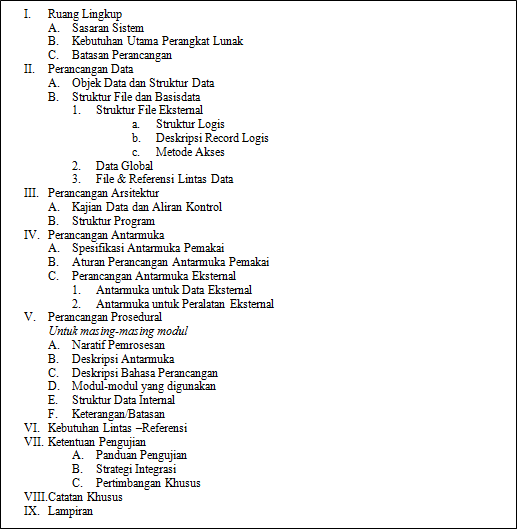 I. Ruang Lingkup
A. Sasaran Sistem
B. Kebutuhan Utama Perangkat Lunak
C. Batasan Perancangan
II. Perancangan Data
A. Objek Data dan Struktur Data
B. Struktur File dan Basisdata
1. Struktur File Eksternal
a. Struktur Logis
b. Deskripsi Record Logis
c. Metode Akses
2. Data Global
3. File & Referensi Lintas Data
III. Perancangan Arsitektur
A. Kajian Data dan Aliran Kontrol
B. Struktur Program
IV. Perancangan Antarmuka
A. Spesifikasi Antarmuka Pemakai
B. Aturan Perancangan Antarmuka Pemakai
C. Perancangan Antarmuka Eksternal
1. Antarmuka untuk Data Eksternal
2. Antarmuka untuk Peralatan Eksternal
V. Perancangan Prosedural
Untuk masing-masing modul
A. Naratif Pemrosesan
B. Deskripsi Antarmuka
C. Deskripsi Bahasa Perancangan
D. Modul-modul yang digunakan
E. Struktur Data Internal
F. Keterangan/Batasan
VI. Kebutuhan Lintas –Referensi
VII. Ketentuan Pengujian
A. Panduan Pengujian
B. Strategi Integrasi
C. Pertimbangan Khusus
VIII.Catatan Khusus
IX. Lampiran